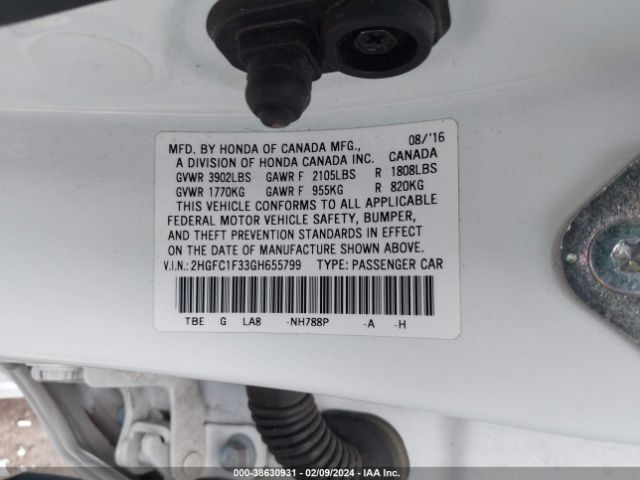 MFD. BY HONDA OF CANADA MFG., 08/'16
A DIVISION OF HONDA CANADA INC. CANADA
GVWR 3902LBS GAWR F 2105LBS R 1808LBS
GVWR 1770KG GAWR F 955KG R 820KG
THIS VEHICLE CONFORMS TO ALL APPLICABLE
FEDERAL MOTOR VEHICLE SAFETY, BUMPER,
AND THEFT PREVENTION STANDARDS IN EFFECT
ON THE DATE OF MANUFACTURE SHOWN ABOVE.
V.I.N.: 2HGFC1F33GH655799 TYPE: PASSENGER CAR
TBE G LA8 -NH788P -A -H
000-38630931 - 02/09/2024 - IAA Inc.